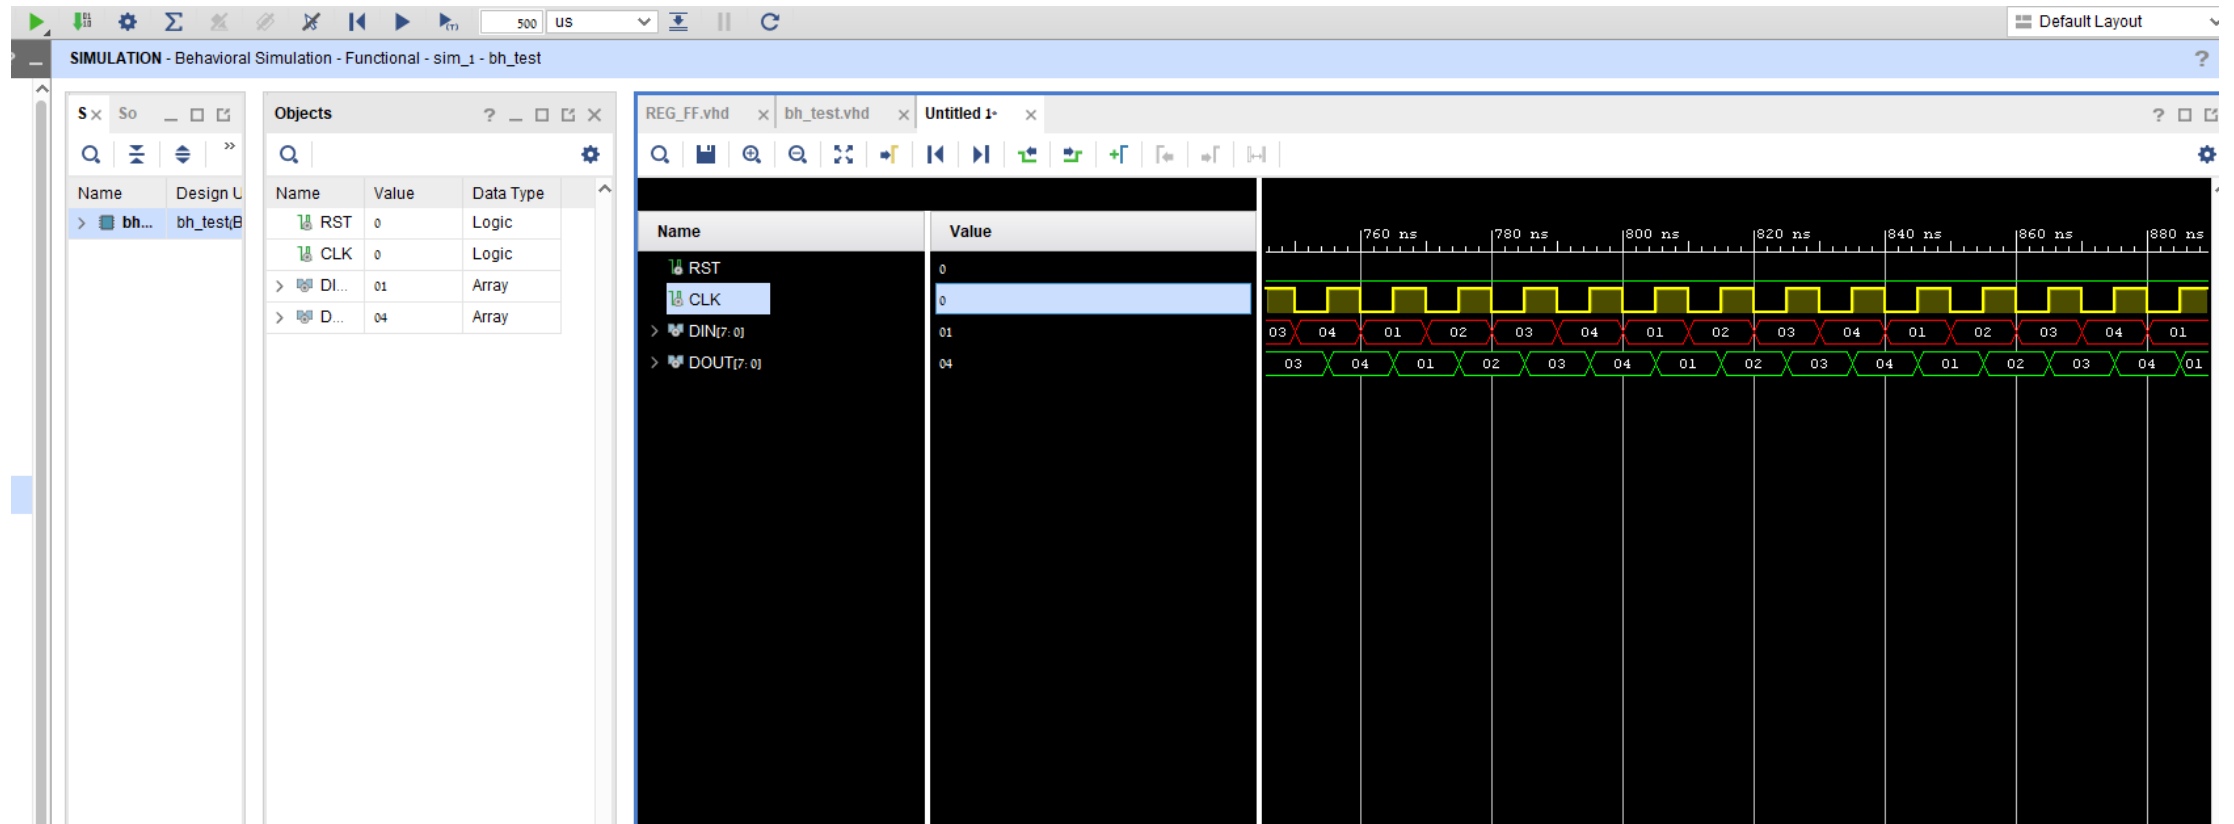 500 us Default Layout
SIMULATION - Behavioral Simulation - Functional - sim_1 - bh_test ?
S So
Objects ?
REG_FF.vhd bh_test.vhd Untitled 1* ?
»
Name Design U
bh... bh_test(B
Name Value Data Type
RST 0 Logic
CLK 0 Logic
DI... 01 Array
D... 04 Array
Name Value
RST 0
CLK 0
DIN[7:0] 01
DOUT[7:0] 04
760 ns 780 ns 800 ns 820 ns 840 ns 860 ns 880 ns
03 04 01 02 03 04 01 02 03 04 01 02 03 04 01
03 04 01 02 03 04 01 02 03 04 01 02 03 04 01